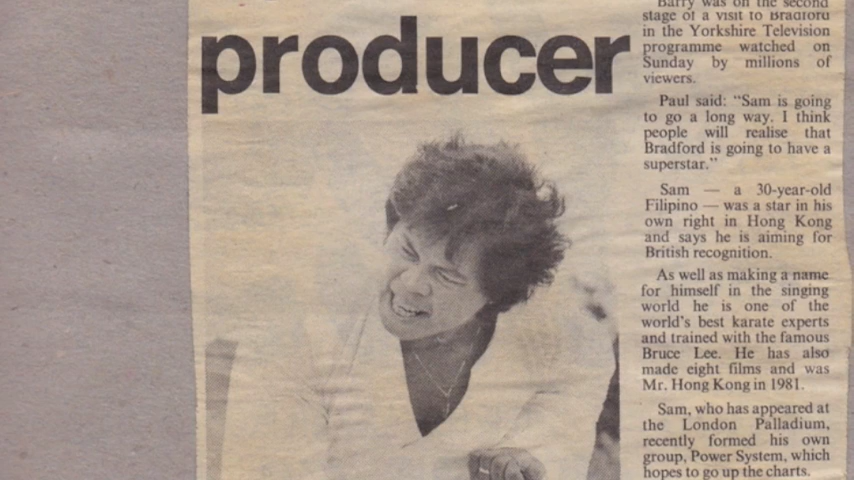 producer
Barry was on the second
stage of a visit to Bradford
in the Yorkshire Television
programme watched on
Sunday by millions of
viewers.
Paul said: “Sam is going
to go a long way. I think
people will realise that
Bradford is going to have a
superstar.”
Sam — a 30-year-old
Filipino — was a star in his
own right in Hong Kong
and says he is aiming for
British recognition.
As well as making a name
for himself in the singing
world he is one of the
world's best karate experts
and trained with the famous
Bruce Lee. He has also
made eight films and was
Mr. Hong Kong in 1981.
Sam, who has appeared at
the London Palladium,
recently formed his own
group, Power System, which
hopes to go up the charts.